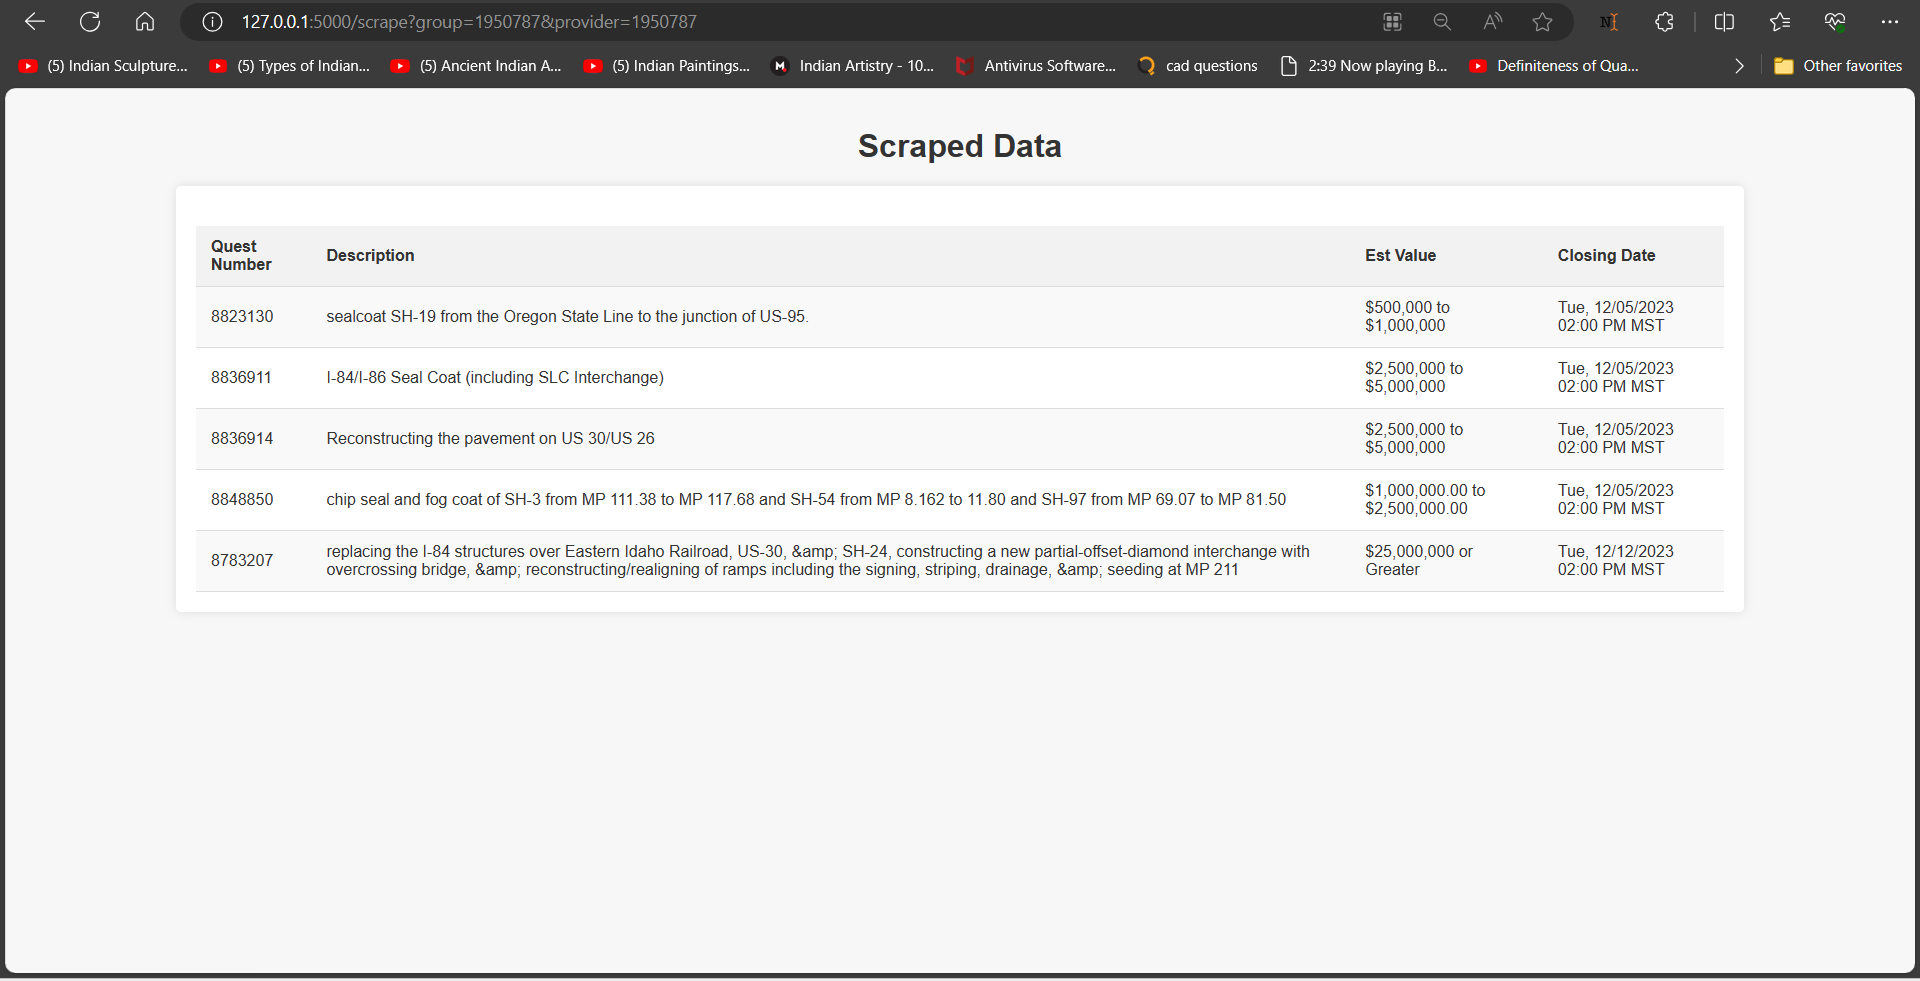 127.0.0.1:5000/scrape?group=1950787&provider=1950787
(5) Indian Sculpture... (5) Types of Indian... (5) Ancient Indian A... (5) Indian Paintings... Indian Artistry - 10... Antivirus Software... cad questions 2:39 Now playing B... Definiteness of Qua... Other favorites
Scraped Data
Quest Number Description Est Value Closing Date
8823130 sealcoat SH-19 from the Oregon State Line to the junction of US-95. $500,000 to $1,000,000 Tue, 12/05/2023 02:00 PM MST
8836911 I-84/I-86 Seal Coat (including SLC Interchange) $2,500,000 to $5,000,000 Tue, 12/05/2023 02:00 PM MST
8836914 Reconstructing the pavement on US 30/US 26 $2,500,000 to $5,000,000 Tue, 12/05/2023 02:00 PM MST
8848850 chip seal and fog coat of SH-3 from MP 111.38 to MP 117.68 and SH-54 from MP 8.162 to 11.80 and SH-97 from MP 69.07 to MP 81.50 $1,000,000.00 to $2,500,000.00 Tue, 12/05/2023 02:00 PM MST
8783207 replacing the I-84 structures over Eastern Idaho Railroad, US-30, &amp; SH-24, constructing a new partial-offset-diamond interchange with overcrossing bridge, &amp; reconstructing/realigning of ramps including the signing, striping, drainage, &amp; seeding at MP 211 $25,000,000 or Greater Tue, 12/12/2023 02:00 PM MST